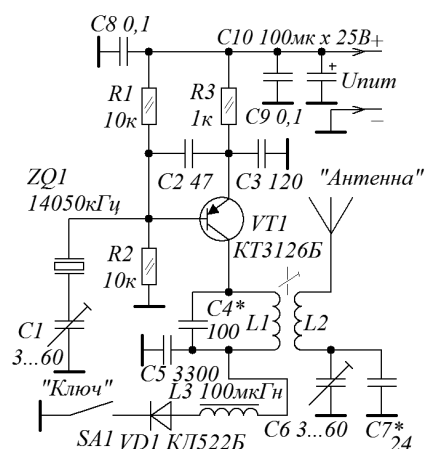 C8 0,1
C10 100мк x 25В
+
R1
10к
R3
1к
+
Uпит
C9 0,1
–
C2 47
C3 120
"Антенна"
ZQ1
14050кГц
VT1
КТ3126Б
R2
10к
C4*
100
L1
L2
C1
3...60
C5 3300
"Ключ"
L3 100мкГн
SA1
VD1 КЛ522Б
C6 3...60
C7*
24